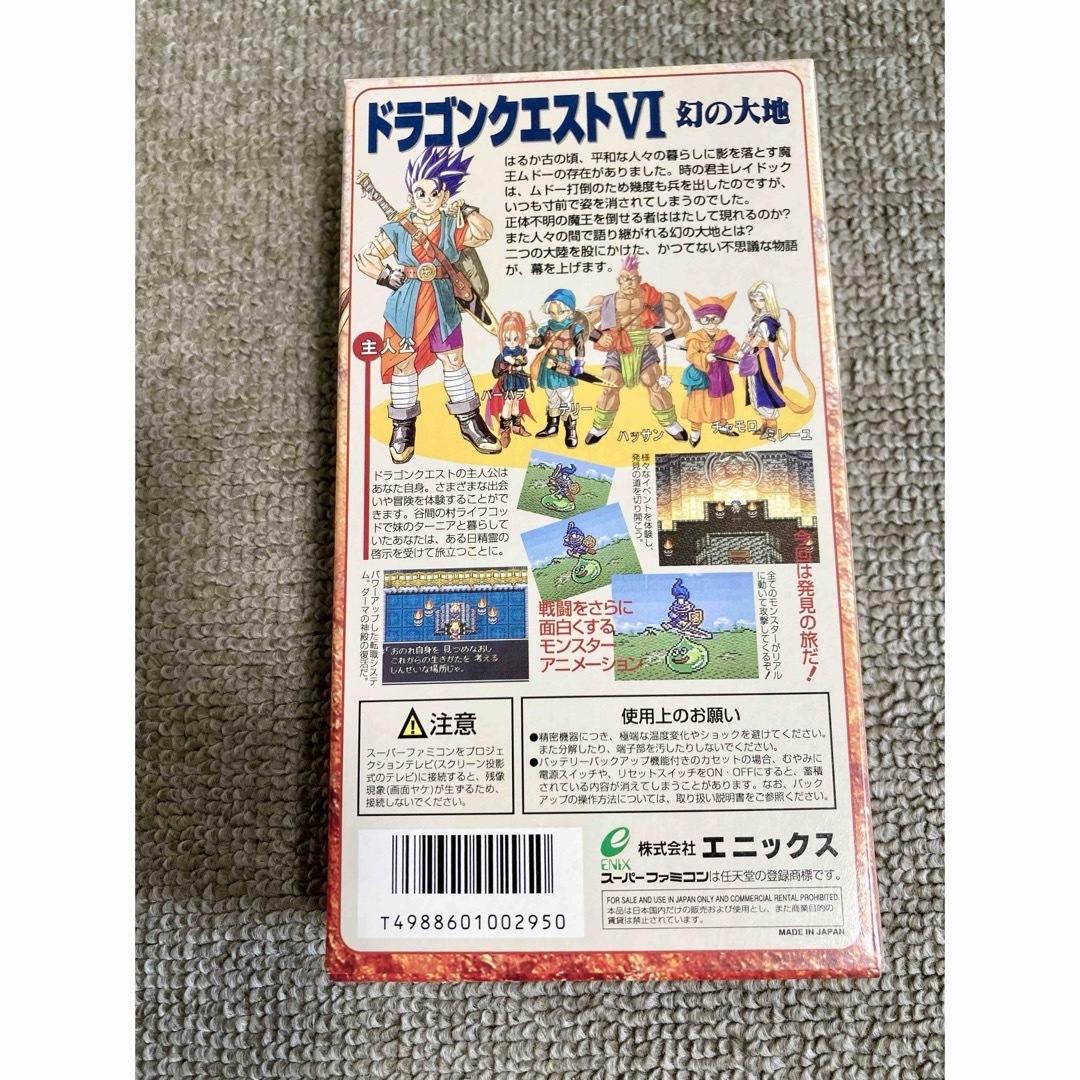 ドラゴンクエストVI 幻の大地
はるか古の頃、平和な人々の暮らしに影を落とす魔
王ムドーの存在がありました。時の君主レイドック
は、ムドー打倒のため幾度も兵を出したのですが、
いつも寸前で姿を消されてしまうのでした。
正体不明の魔王を倒せる者ははたして現れるのか?
また人々の間で語り継がれる幻の大地とは?
二つの大陸を股にかけた、かつてない不思議な物語
が、幕を上げます。
主人公
バーバラ
テリー
ハッサン
チャモロ
ミレーユ
ドラゴンクエストの主人公は
あなた自身。さまざまな出会
いや冒険を体験することがで
きます。谷間の村ライフコッ
ドで妹のターニアと暮らして
いたあなたは、ある日精霊の
啓示を受けて旅立つことに。
様々なイベントを体験し、
発見の道を切り開こう。
今回は発見の旅だ!
全てのモンスターがリアル
に動いて攻撃してくるぞ!
戦闘をさらに
面白くする
モンスター
アニメーション
パワーアップした転職システ
ム。ダーマの神殿の復活だ。
「おのれ自身を 見つめなおし
これからの生きかたを 考える
しんせいな場所じゃ。
注意
スーパーファミコンをプロジェ
クションテレビ(スクリーン投影
式のテレビ)に接続すると、残像
現象(画面ヤケ)が生ずるため、
接続しないでください。
使用上のお願い
●精密機器につき、極端な温度変化やショックを避けてください。
また分解したり、端子部を汚したりしないでください。
●バッテリーバックアップ機能付きのカセットの場合、むやみに
電源スイッチや、リセットスイッチをON・OFFにすると、蓄積
されている内容が消えてしまうことがあります。なお、バック
アップの操作方法については、取り扱い説明書をご参照ください。
T4988601002950
ENIX
株式会社 エニックス
スーパーファミコンは任天堂の登録商標です。
FOR SALE AND USE IN JAPAN ONLY AND COMMERCIAL RENTAL PROHIBITED
本品は日本国内だけの販売および使用とし、また商業目的の
賃貸は禁止されています。
MADE IN JAPAN